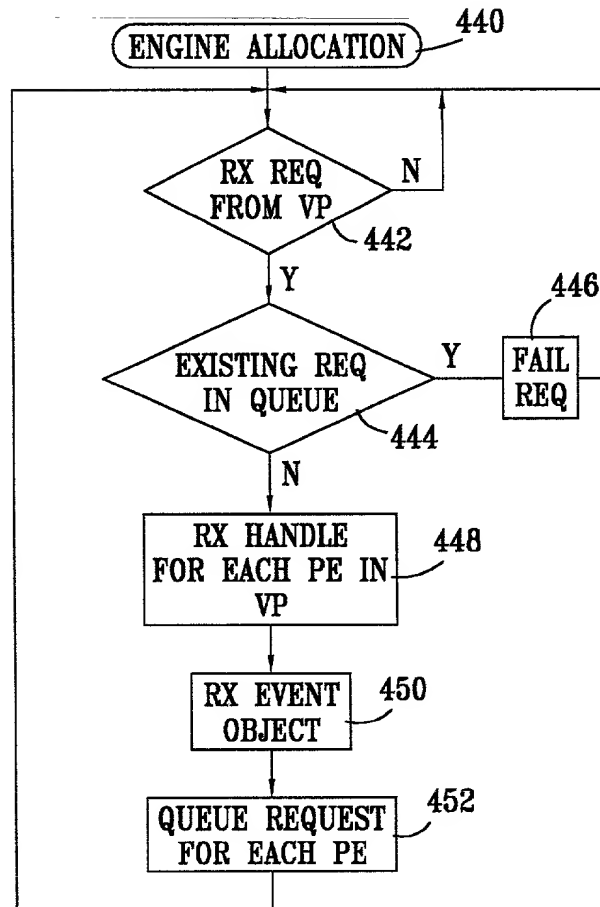 ENGINE ALLOCATION
440
RX REQ
FROM VP
N
442
Y
446
EXISTING REQ
IN QUEUE
Y
FAIL
REQ
444
N
RX HANDLE
FOR EACH PE IN
VP
448
RX EVENT
OBJECT
450
QUEUE REQUEST
FOR EACH PE
452